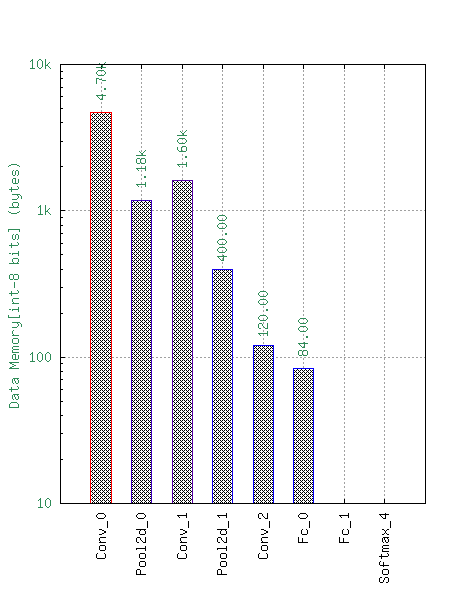 10k
1k
100
10
Data Memory[int-8 bits] (bytes)
4.70k
1.18k
1.60k
400.00
120.00
84.00
Conv_0
Pool2d_0
Conv_1
Pool2d_1
Conv_2
Fc_0
Fc_1
Softmax_4